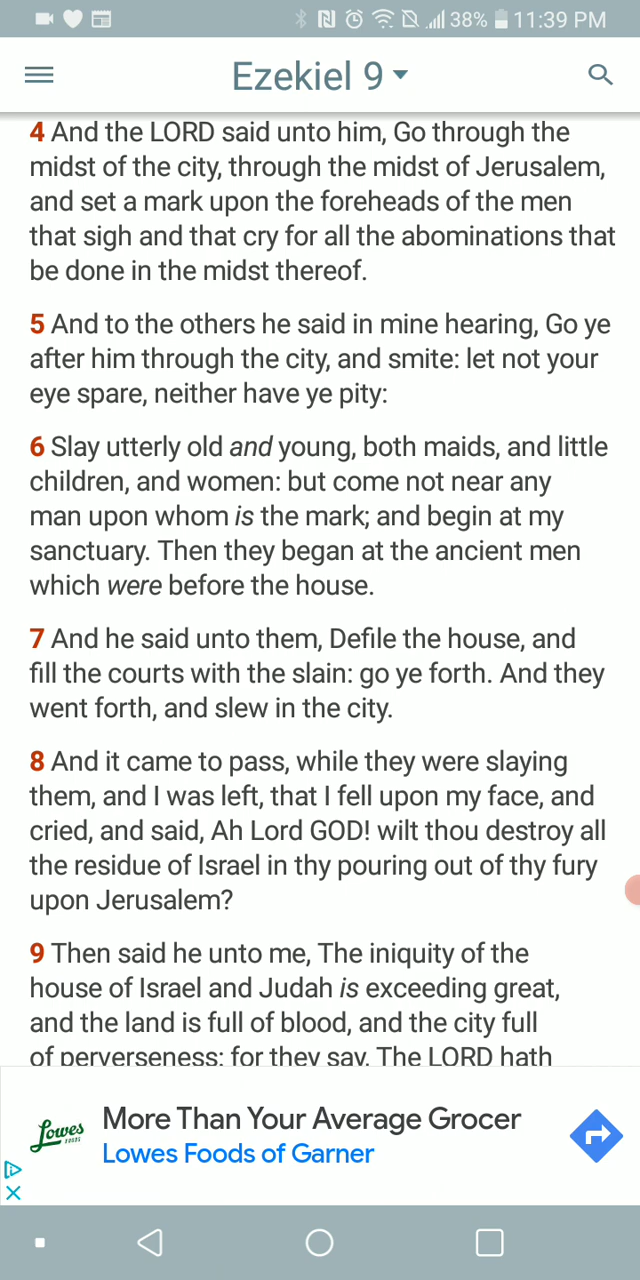 38% 11:39 PM
Ezekiel 9
4 And the LORD said unto him, Go through the
midst of the city, through the midst of Jerusalem,
and set a mark upon the foreheads of the men
that sigh and that cry for all the abominations that
be done in the midst thereof.
5 And to the others he said in mine hearing, Go ye
after him through the city, and smite: let not your
eye spare, neither have ye pity:
6 Slay utterly old and young, both maids, and little
children, and women: but come not near any
man upon whom is the mark; and begin at my
sanctuary. Then they began at the ancient men
which were before the house.
7 And he said unto them, Defile the house, and
fill the courts with the slain: go ye forth. And they
went forth, and slew in the city.
8 And it came to pass, while they were slaying
them, and I was left, that I fell upon my face, and
cried, and said, Ah Lord GOD! wilt thou destroy all
the residue of Israel in thy pouring out of thy fury
upon Jerusalem?
9 Then said he unto me, The iniquity of the
house of Israel and Judah is exceeding great,
and the land is full of blood, and the city full
of perverseness: for they say, The LORD hath
Lowes
FOODS
More Than Your Average Grocer
Lowes Foods of Garner